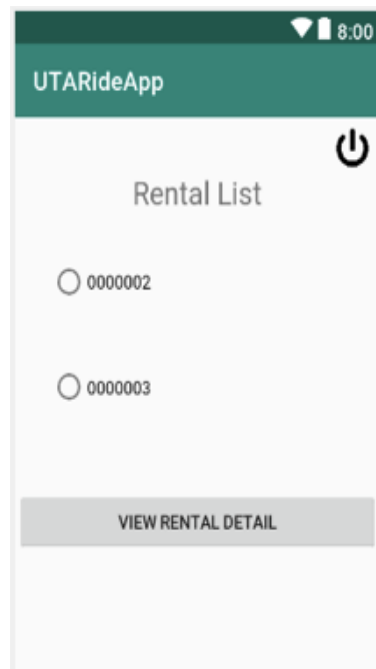 8:00
UTARideApp
Rental List
0000002
0000003
VIEW RENTAL DETAIL